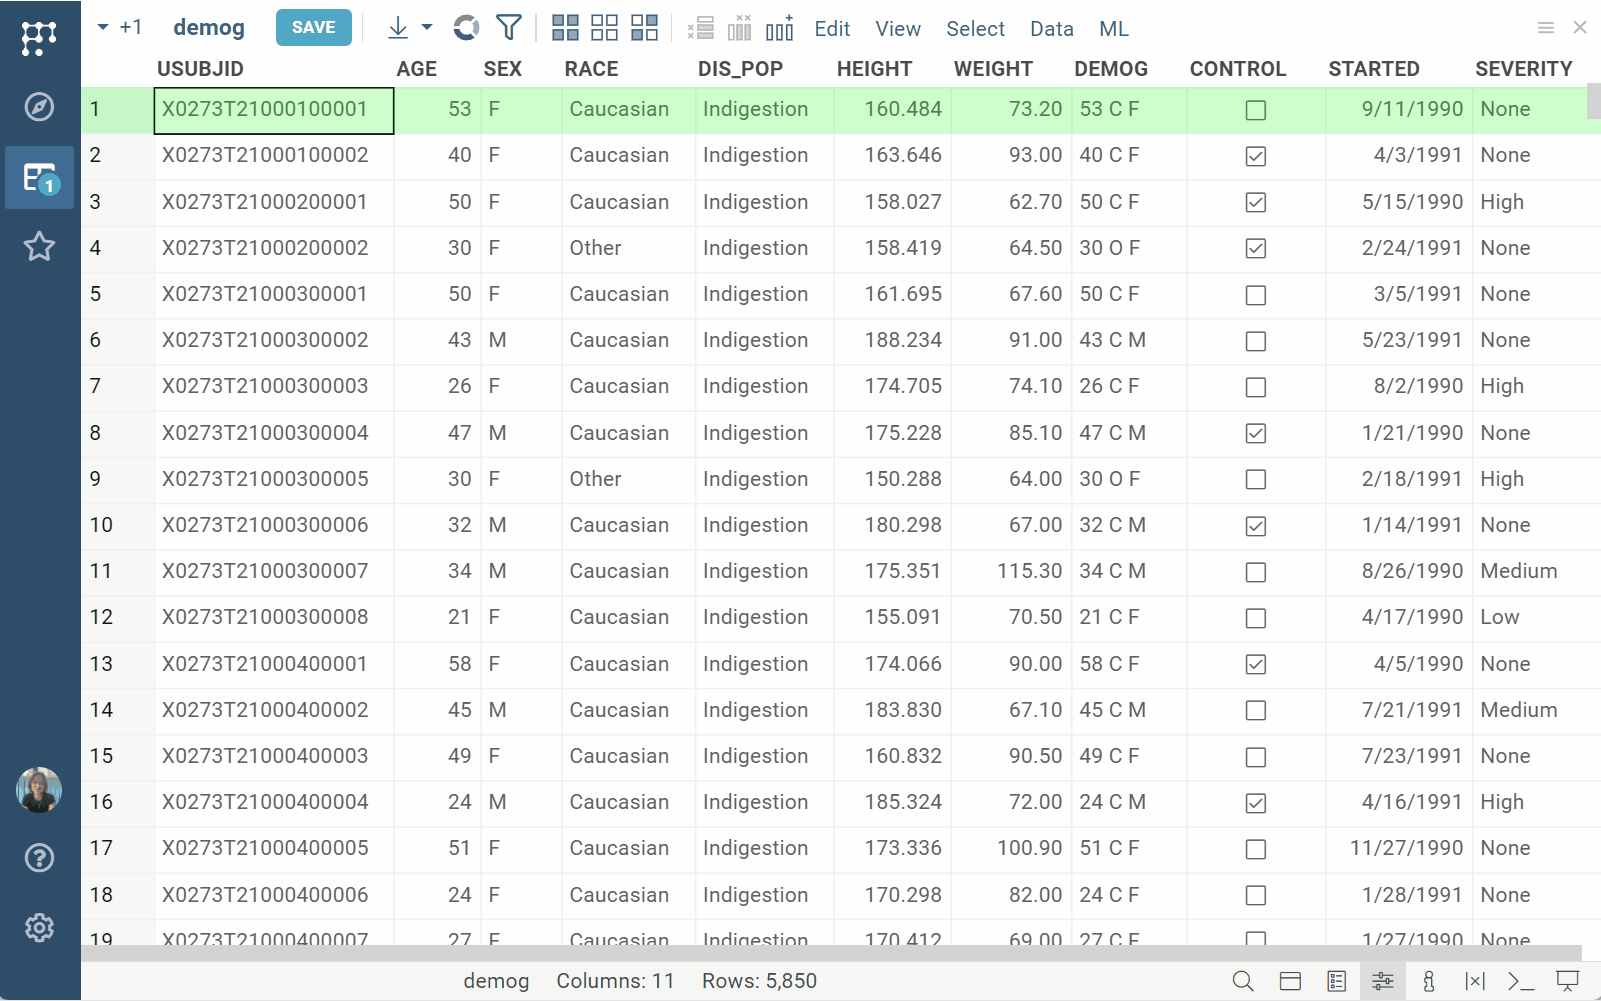 +1 demog SAVE Edit View Select Data ML
USUBJID AGE SEX RACE DIS_POP HEIGHT WEIGHT DEMOG CONTROL STARTED SEVERITY
1 X0273T21000100001 53 F Caucasian Indigestion 160.484 73.20 53 C F 9/11/1990 None
2 X0273T21000100002 40 F Caucasian Indigestion 163.646 93.00 40 C F 4/3/1991 None
3 X0273T21000200001 50 F Caucasian Indigestion 158.027 62.70 50 C F 5/15/1990 High
4 X0273T21000200002 30 F Other Indigestion 158.419 64.50 30 O F 2/24/1991 None
1
5 X0273T21000300001 50 F Caucasian Indigestion 161.695 67.60 50 C F 3/5/1991 None
6 X0273T21000300002 43 M Caucasian Indigestion 188.234 91.00 43 C M 5/23/1991 None
7 X0273T21000300003 26 F Caucasian Indigestion 174.705 74.10 26 C F 8/2/1990 High
8 X0273T21000300004 47 M Caucasian Indigestion 175.228 85.10 47 C M 1/21/1990 None
9 X0273T21000300005 30 F Other Indigestion 150.288 64.00 30 O F 2/18/1991 High
10 X0273T21000300006 32 M Caucasian Indigestion 180.298 67.00 32 C M 1/14/1991 None
11 X0273T21000300007 34 M Caucasian Indigestion 175.351 115.30 34 C M 8/26/1990 Medium
12 X0273T21000300008 21 F Caucasian Indigestion 155.091 70.50 21 C F 4/17/1990 Low
13 X0273T21000400001 58 F Caucasian Indigestion 174.066 90.00 58 C F 4/5/1990 None
14 X0273T21000400002 45 M Caucasian Indigestion 183.830 67.10 45 C M 7/21/1991 Medium
15 X0273T21000400003 49 F Caucasian Indigestion 160.832 90.50 49 C F 7/23/1991 None
16 X0273T21000400004 24 M Caucasian Indigestion 185.324 72.00 24 C M 4/16/1991 High
17 X0273T21000400005 51 F Caucasian Indigestion 173.336 100.90 51 C F 11/27/1990 None
18 X0273T21000400006 24 F Caucasian Indigestion 170.298 82.00 24 C F 1/28/1991 None
19 X0273T21000400007 27 F Caucasian Indigestion 170.412 69.00 27 C F 1/27/1990 None
demog Columns: 11 Rows: 5,850